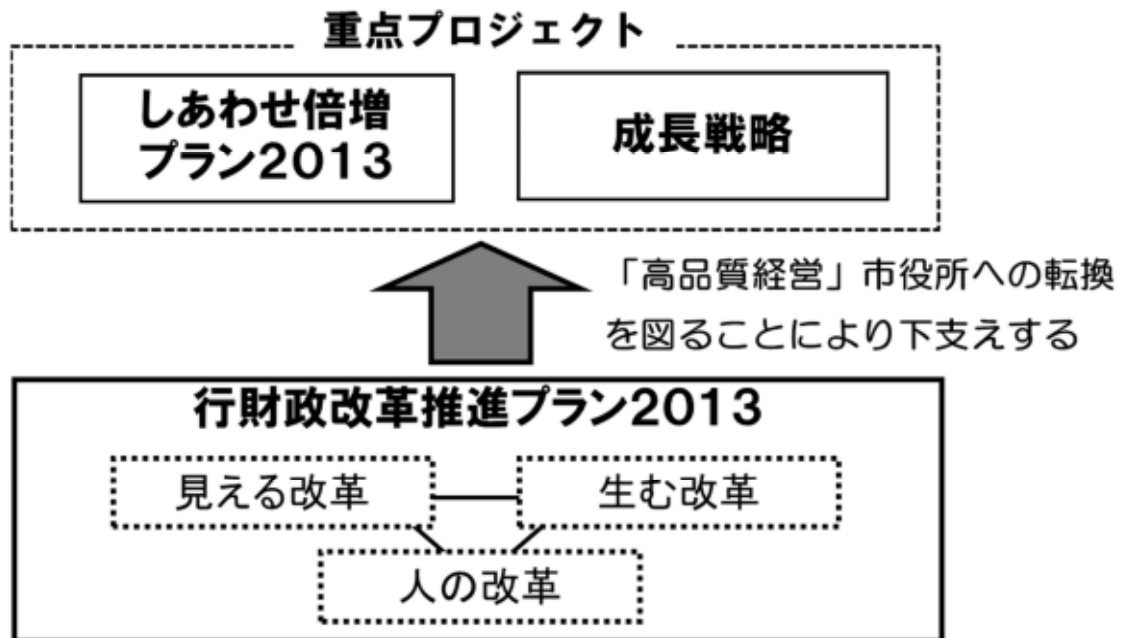 重点プロジェクト
しあわせ倍増
プラン2013
成長戦略
「高品質経営」市役所への転換
を図ることにより下支えする
行財政改革推進プラン2013
見える改革
生む改革
人の改革